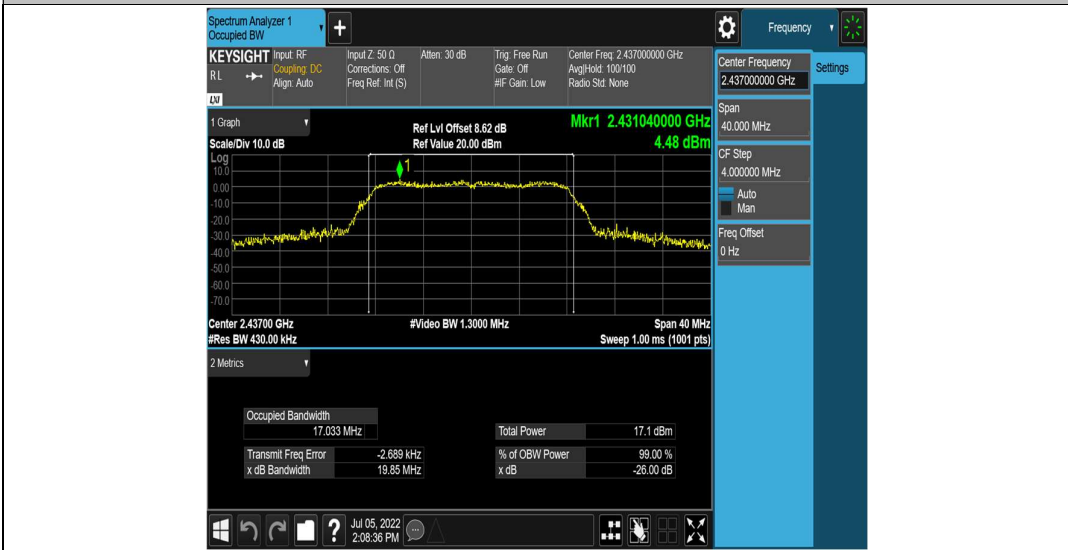 Spectrum Analyzer 1
Occupied BW
Frequency
KEYSIGHT
RL
LXI
Input: RF
Coupling: DC
Align: Auto
Input Z: 50 Ω
Corrections: Off
Freq Ref: Int (S)
Atten: 30 dB
Trig: Free Run
Gate: Off
#IF Gain: Low
Center Freq: 2.437000000 GHz
Avg|Hold: 100/100
Radio Std: None
Center Frequency
2.437000000 GHz
Settings
Span
40.000 MHz
CF Step
4.000000 MHz
Auto
Man
Freq Offset
0 Hz
1 Graph
Scale/Div 10.0 dB
Ref Lvl Offset 8.62 dB
Ref Value 20.00 dBm
Mkr1 2.431040000 GHz
4.48 dBm
Log
10.0
0.00
-10.0
-20.0
-30.0
-40.0
-50.0
-60.0
-70.0
1
Center 2.43700 GHz
#Video BW 1.3000 MHz
Span 40 MHz
#Res BW 430.00 kHz
Sweep 1.00 ms (1001 pts)
2 Metrics
Occupied Bandwidth
17.033 MHz
Total Power 17.1 dBm
Transmit Freq Error -2.689 kHz
% of OBW Power 99.00 %
x dB Bandwidth 19.85 MHz
x dB -26.00 dB
Jul 05, 2022
2:08:36 PM